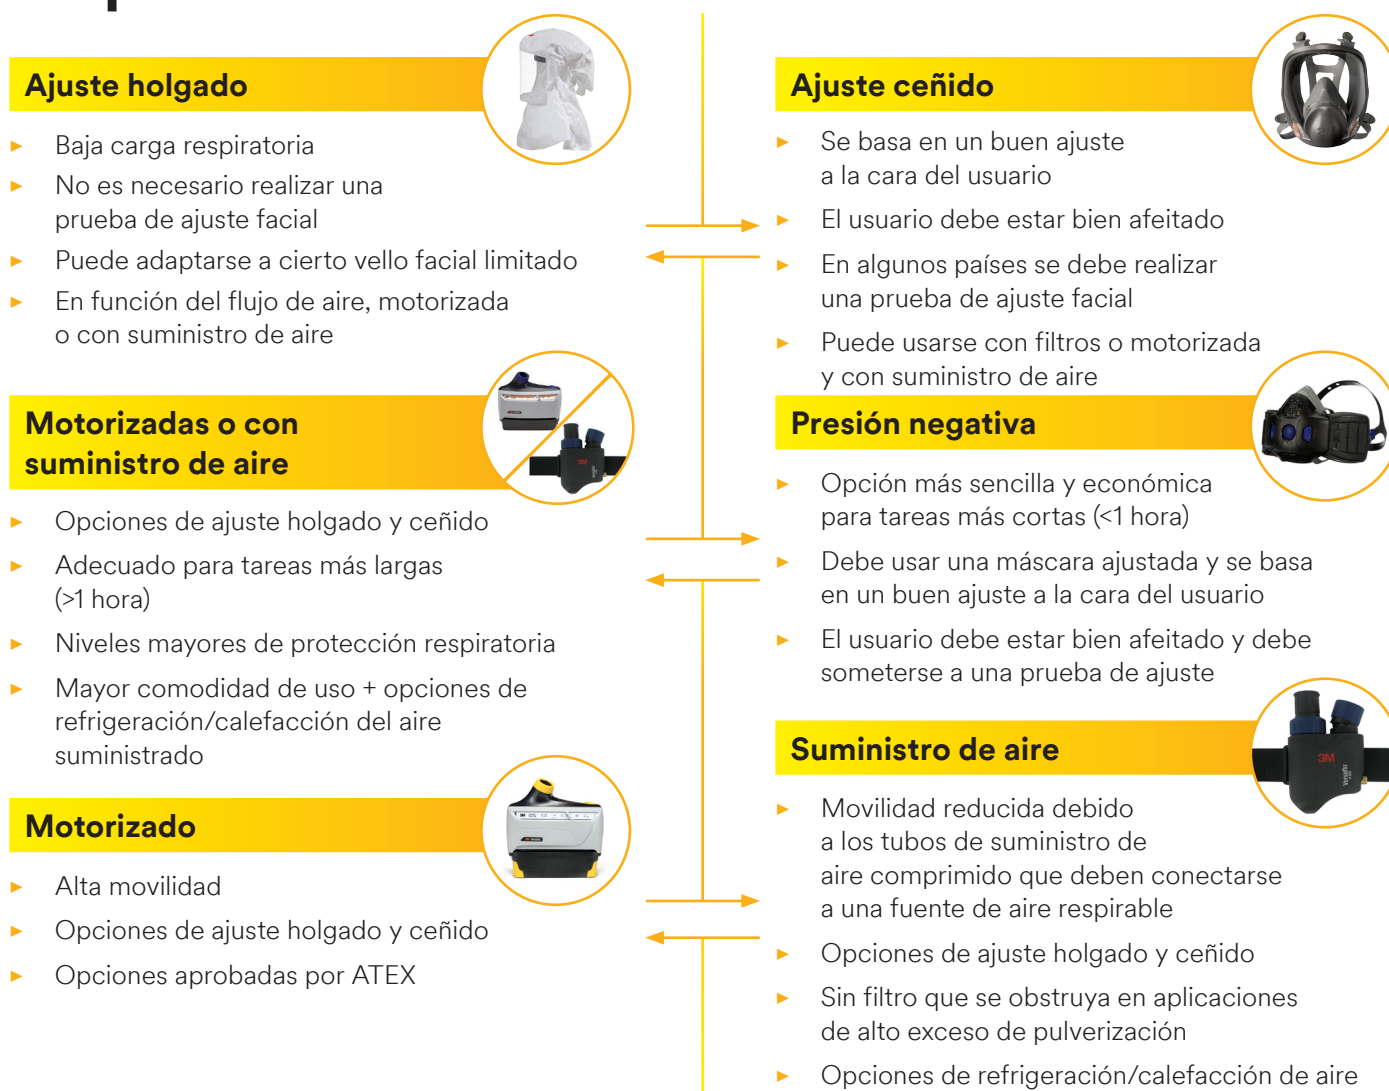 Ajuste holgado
Baja carga respiratoria
No es necesario realizar una
prueba de ajuste facial
Puede adaptarse a cierto vello facial limitado
En función del flujo de aire, motorizada
o con suministro de aire
Ajuste ceñido
Se basa en un buen ajuste
a la cara del usuario
El usuario debe estar bien afeitado
En algunos países se debe realizar
una prueba de ajuste facial
Puede usarse con filtros o motorizada
y con suministro de aire
Motorizadas o con
suministro de aire
3M
Opciones de ajuste holgado y ceñido
Adecuado para tareas más largas
(>1 hora)
Niveles mayores de protección respiratoria
Mayor comodidad de uso + opciones de
refrigeración/calefacción del aire
suministrado
Presión negativa
Opción más sencilla y económica
para tareas más cortas (<1 hora)
Debe usar una máscara ajustada y se basa
en un buen ajuste a la cara del usuario
El usuario debe estar bien afeitado y debe
someterse a una prueba de ajuste
Motorizado
3M
Alta movilidad
Opciones de ajuste holgado y ceñido
Opciones aprobadas por ATEX
Suministro de aire
3M
Versaflo
Movilidad reducida debido
a los tubos de suministro de
aire comprimido que deben conectarse
a una fuente de aire respirable
Opciones de ajuste holgado y ceñido
Sin filtro que se obstruya en aplicaciones
de alto exceso de pulverización
Opciones de refrigeración/calefacción de aire